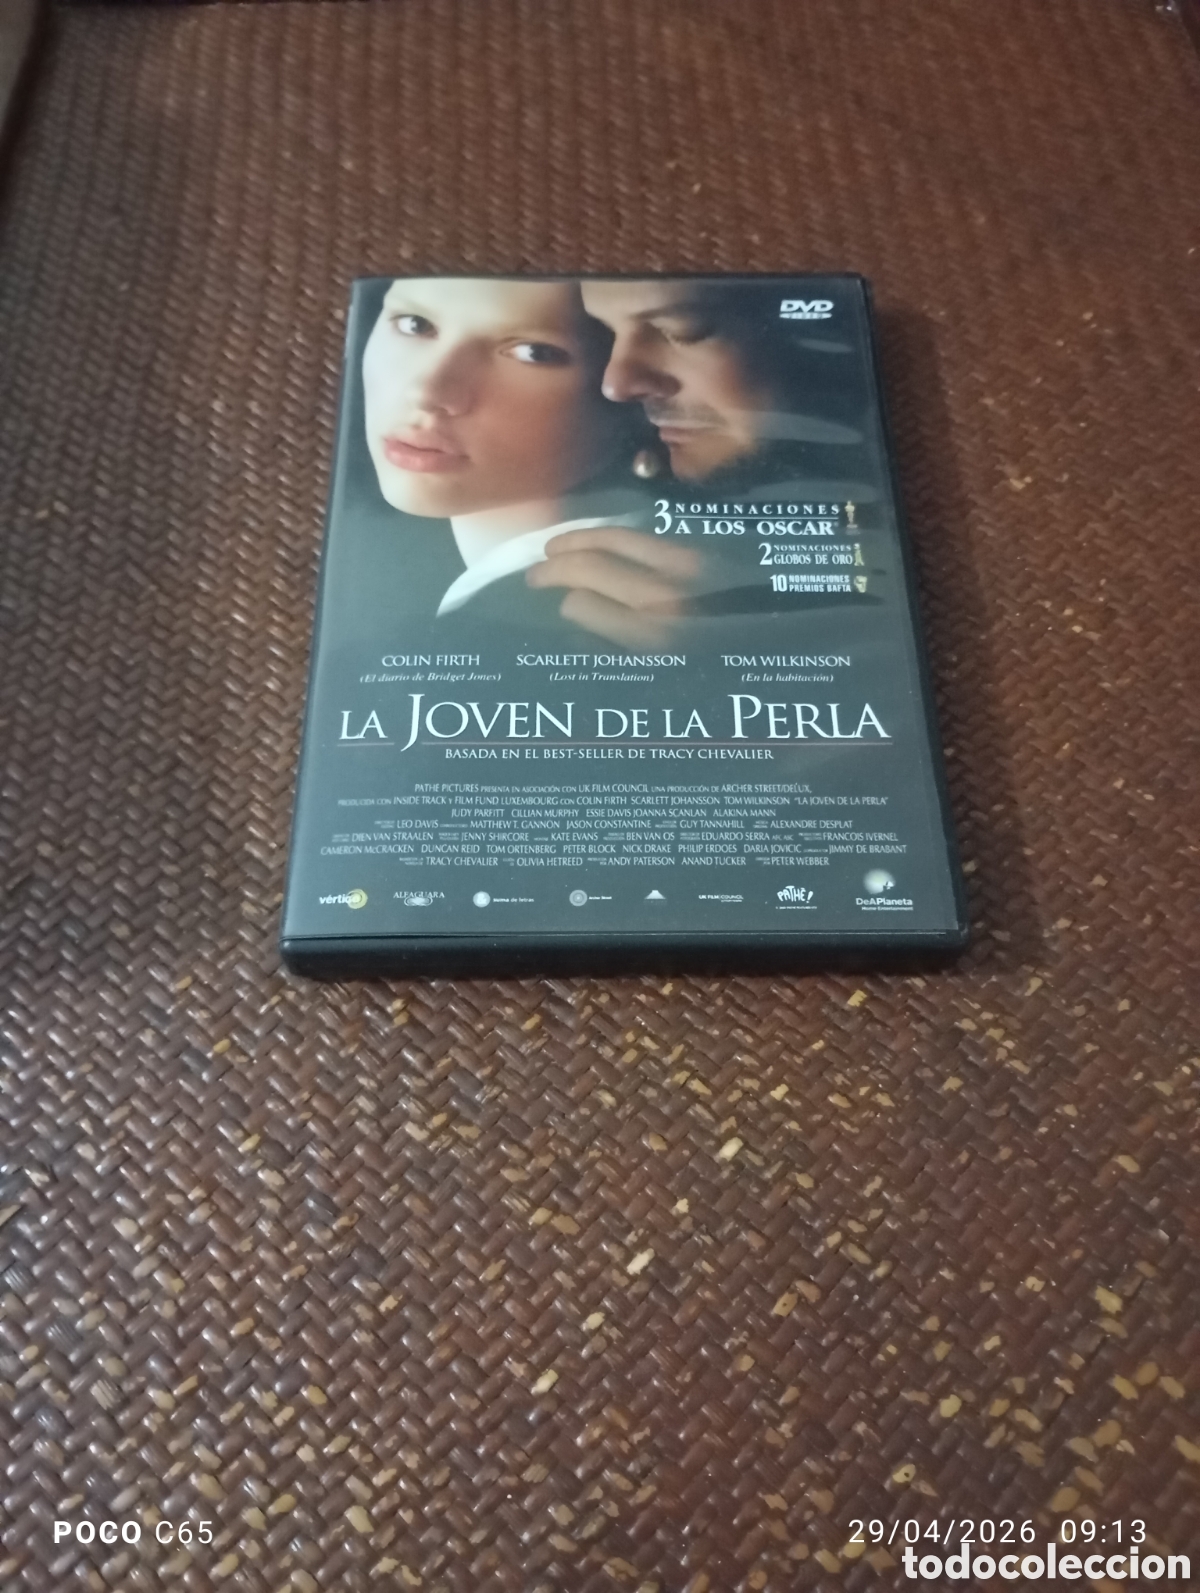 DVD
VIDEO
3 NOMINACIONES
A LOS OSCAR
2 NOMINACIONES
GLOBOS DE ORO
10 NOMINACIONES
PREMIOS BAFTA
COLIN FIRTH SCARLETT JOHANSSON TOM WILKINSON
(El diario de Bridget Jones) (Lost in Translation) (En la habitación)
LA JOVEN DE LA PERLA
BASADA EN EL BEST-SELLER DE TRACY CHEVALIER
PATHE PICTURES PRESENTA EN ASOCIACIÓN CON UK FILM COUNCIL UNA PRODUCCIÓN DE ARCHER STREET/DELUX
PRODUCIDA CON INSIDE TRACK Y FILM FUND LUXEMBOURG CON COLIN FIRTH SCARLETT JOHANSSON TOM WILKINSON "LA JOVEN DE LA PERLA"
JUDY PARFITT CILLIAN MURPHY ESSIE DAVIS JOANNA SCANLAN ALAKINA MANN
LEO DAVIS MATTHEW T. GANNON JASON CONSTANTINE GUY TANNAHILL ALEXANDRE DESPLAT
DIEN VAN STRAALEN JENNY SHIRCORE KATE EVANS BEN VAN OS EDUARDO SERRA FRANCOIS IVERNEL
CAMERON McCRACKEN DUNCAN REID TOM ORTENBERG PETER BLOCK NICK DRAKE PHILIP ERDOES DARIA JOVICIC JIMMY DE BRABANT
TRACY CHEVALIER OLIVIA HETREED ANDY PATERSON ANAND TUCKER PETER WEBBER
vértigo ALFAGUARA UK FILM COUNCIL PATHÉ! DeAPlaneta
Home Entertainment
POCO C65 29/04/2026 09:13
todocoleccion